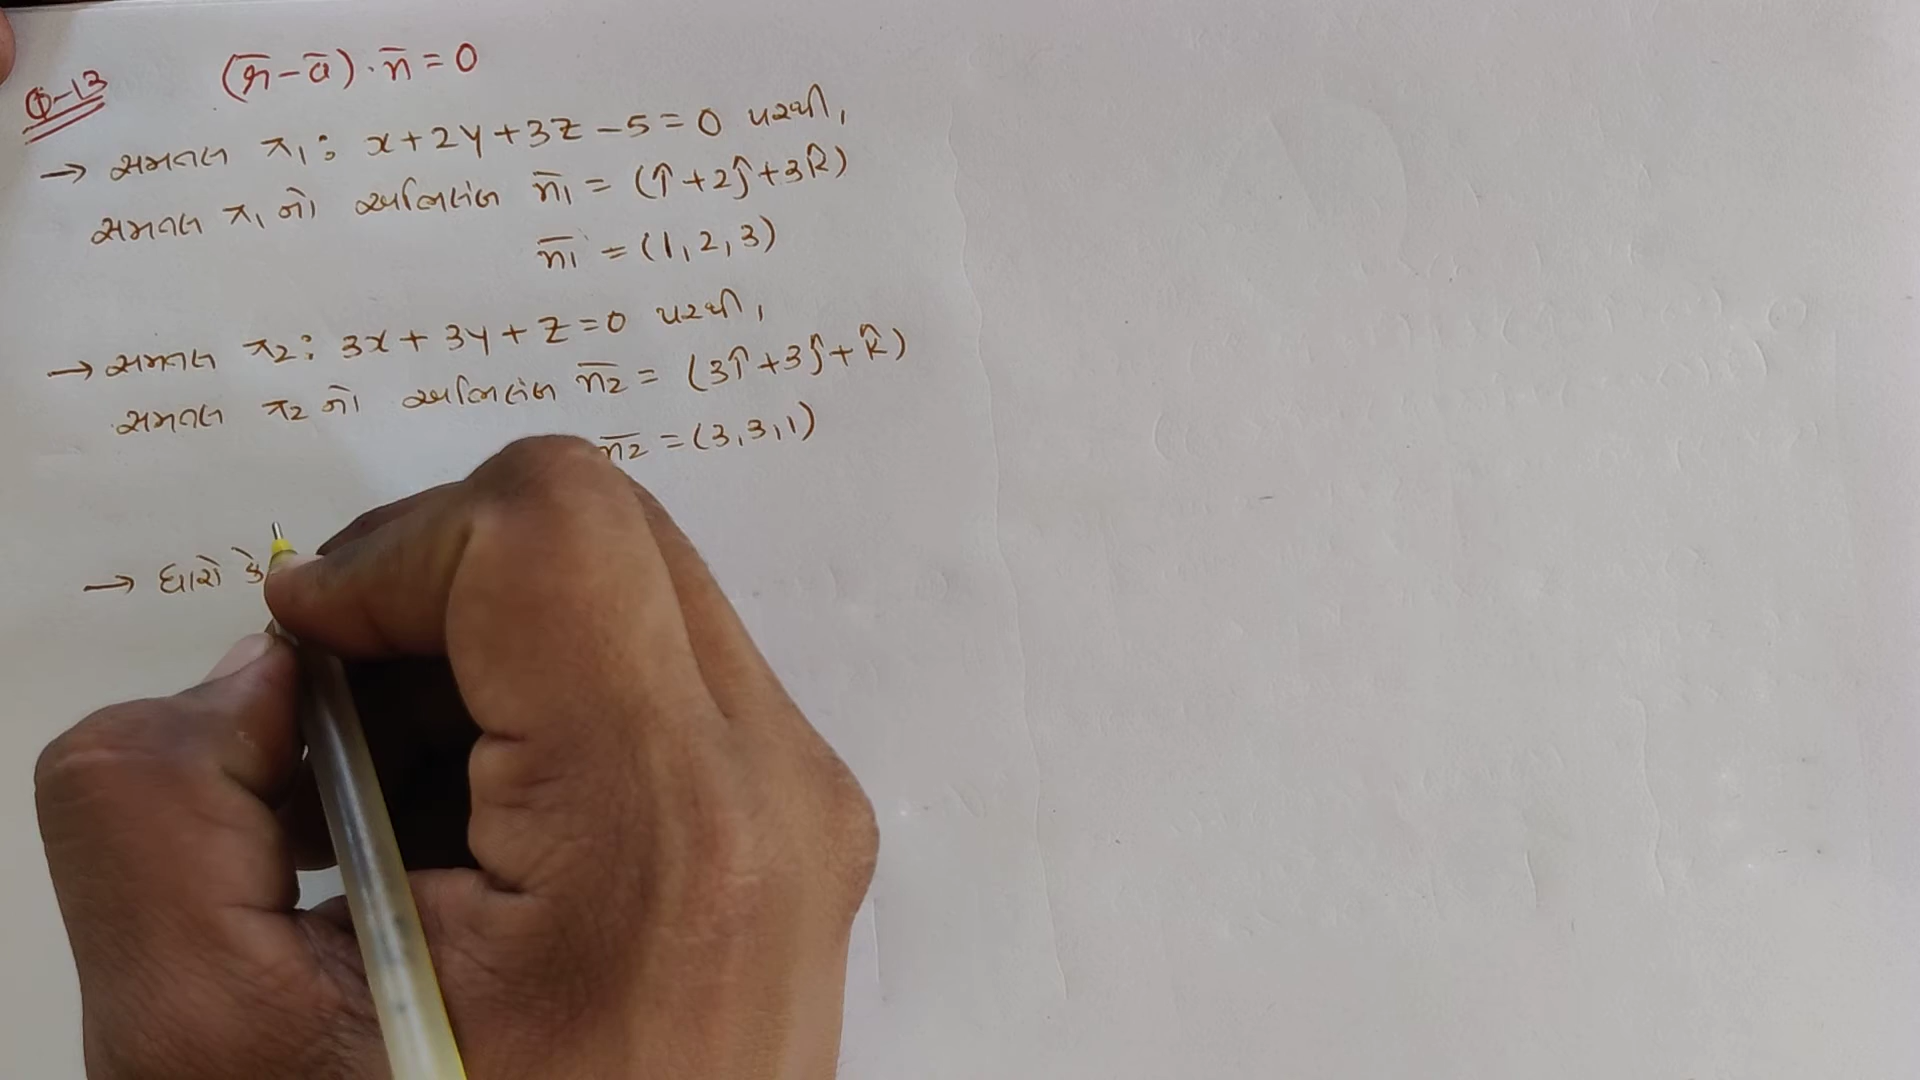 Q-13 (r̄-ā)·n̄=0
→ સમતલ π₁: x+2y+3z-5=0 પરથી,
સમતલ π₁ નો અભિલંબ n̄₁ = (î+2ĵ+3k̂)
n̄₁ = (1,2,3)
→ સમતલ π₂: 3x+3y+z=0 પરથી,
સમતલ π₂ નો અભિલંબ n̄₂ = (3î+3ĵ+k̂)
n̄₂ = (3,3,1)
→ ધારો કે